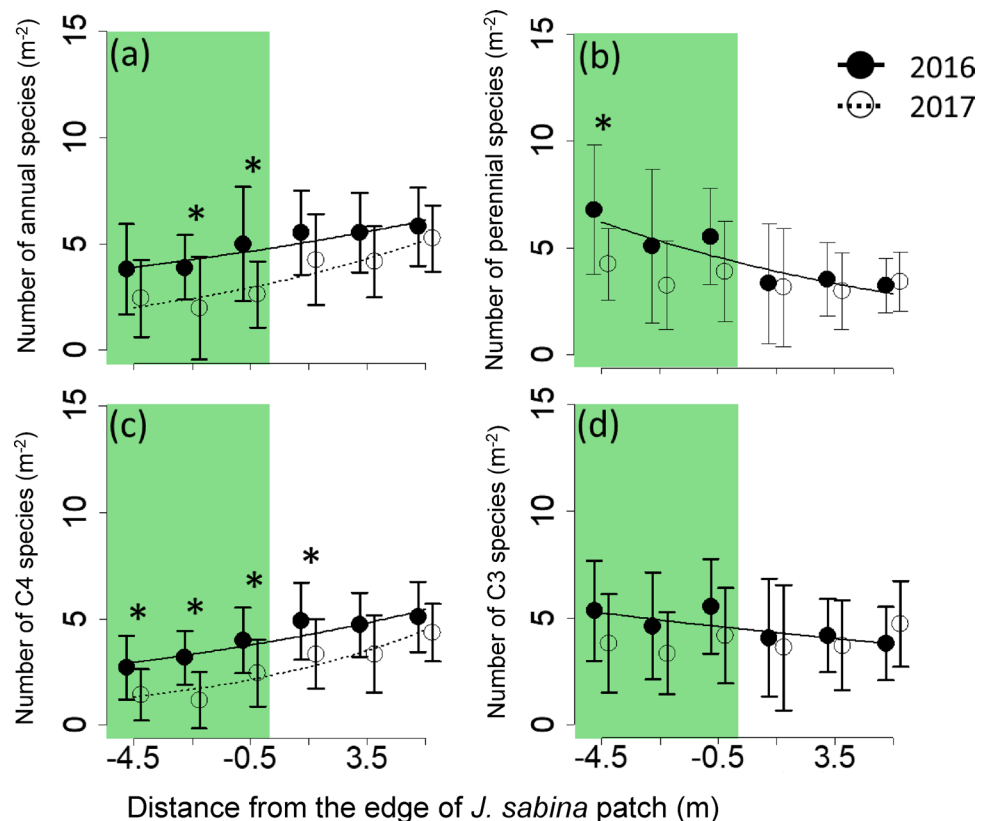 (a)
Number of annual species (m-2)
15
10
5
0
*
*
(b)
Number of perennial species (m-2)
15
10
5
0
*
2016
2017
(c)
Number of C4 species (m-2)
15
10
5
0
*
*
*
*
-4.5 -0.5 3.5
(d)
Number of C3 species (m-2)
15
10
5
0
-4.5 -0.5 3.5
Distance from the edge of J. sabina patch (m)